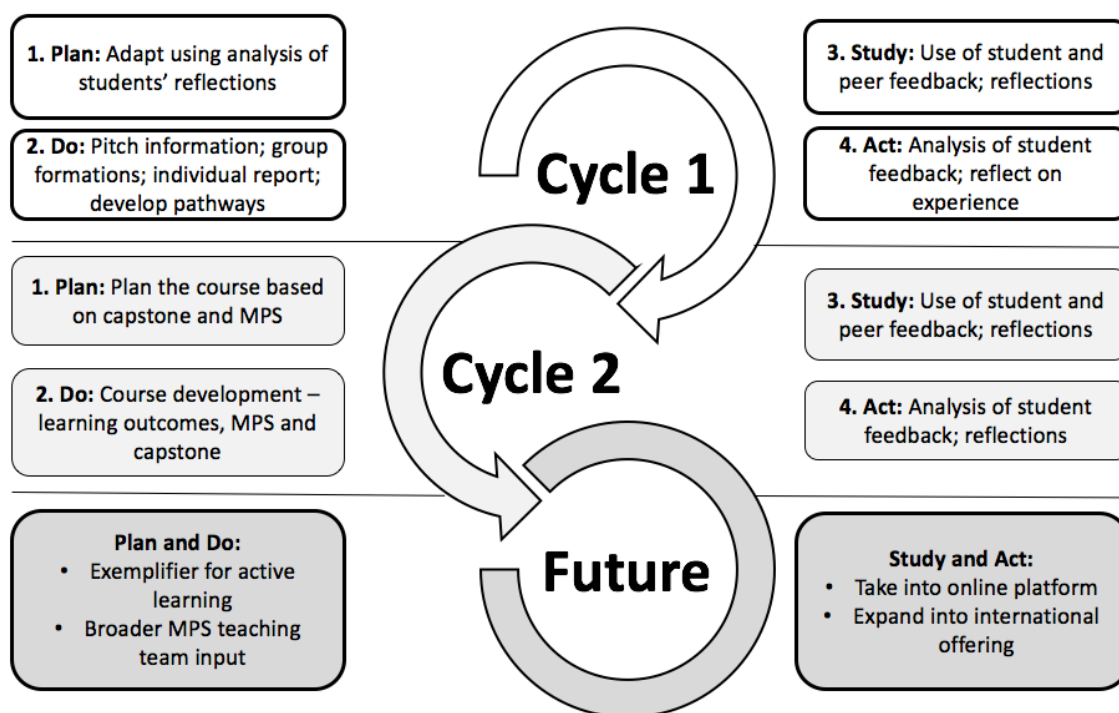 1. Plan: Adapt using analysis of
students’ reflections
2. Do: Pitch information; group
formations; individual report;
develop pathways
Cycle 1
3. Study: Use of student and
peer feedback; reflections
4. Act: Analysis of student
feedback; reflect on
experience
1. Plan: Plan the course based
on capstone and MPS
2. Do: Course development –
learning outcomes, MPS and
capstone
Cycle 2
3. Study: Use of student and
peer feedback; reflections
4. Act: Analysis of student
feedback; reflections
Plan and Do:
• Exemplifier for active
learning
• Broader MPS teaching
team input
Future
Study and Act:
• Take into online platform
• Expand into international
offering